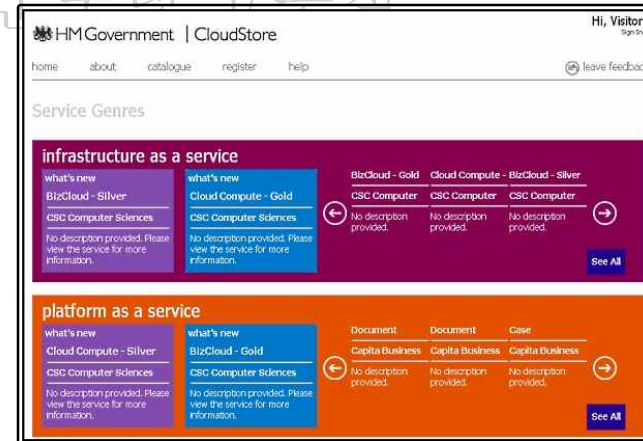 HM Government | CloudStore
Hi, Visitor
Sign In
home about catalogue register help
leave feedbac
Service Genres
infrastructure as a service
what's new
BizCloud - Silver
CSC Computer Sciences
No description provided. Please
view the service for more
information.
what's new
Cloud Compute - Gold
CSC Computer Sciences
No description provided. Please
view the service for more
information.
BizCloud - Gold
CSC Computer
No description
provided.
Cloud Compute -
CSC Computer
No description
provided.
BizCloud - Silver
CSC Computer
No description
provided.
See All
platform as a service
what's new
Cloud Compute - Silver
CSC Computer Sciences
No description provided. Please
view the service for more
information.
what's new
BizCloud - Gold
CSC Computer Sciences
No description provided. Please
view the service for more
information.
Document
Capita Business
No description
provided.
Document
Capita Business
No description
provided.
Case
Capita Business
No description
provided.
See All